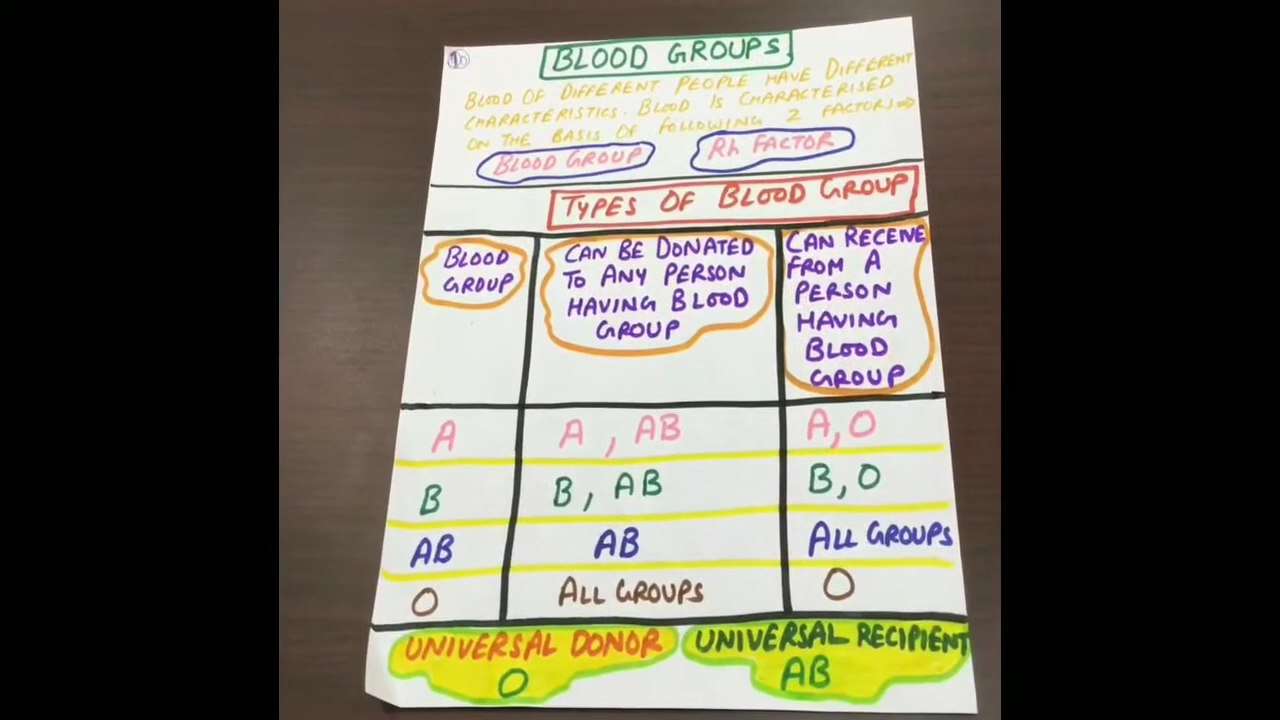 BLOOD GROUPS
BLOOD OF DIFFERENT PEOPLE HAVE DIFFERENT
CHARACTERISTICS. BLOOD IS CHARACTERISED
ON THE BASIS OF FOLLOWING 2 FACTORS⇒
BLOOD GROUP Rh FACTOR
TYPES OF BLOOD GROUP
BLOOD
GROUP
CAN BE DONATED
TO ANY PERSON
HAVING BLOOD
GROUP
CAN RECEIVE
FROM A
PERSON
HAVING
BLOOD
GROUP
A A, AB A,O
B B, AB B,O
AB AB ALL GROUPS
O ALL GROUPS O
UNIVERSAL DONOR
O
UNIVERSAL RECIPIENT
AB